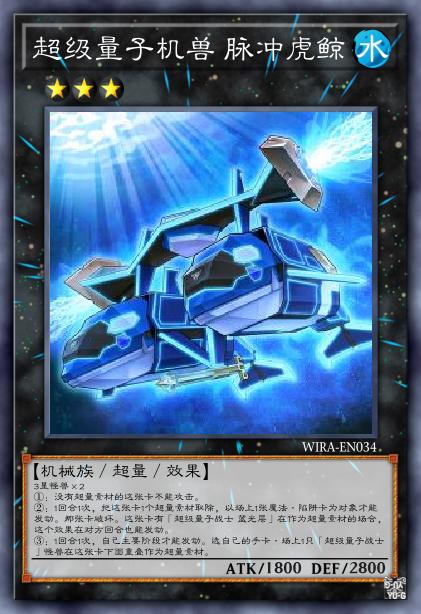 超级量子机兽 脉冲虎鲸
水
WIRA-EN034
【机械族／超量／效果】
3星怪兽×2
①：没有超量素材的这张卡不能攻击。
②：1回合1次，把这张卡1个超量素材取除，以场上1张魔法·陷阱卡为对象才能
发动。那张卡破坏。这张卡有「超级量子战士 蓝光层」在作为超量素材的场合，
这个效果在对方回合也能发动。
③：1回合1次，自己主要阶段才能发动。选自己的手卡·场上1只「超级量子战士
」怪兽在这张卡下面重叠作为超量素材。
ATK/1800 DEF/2800